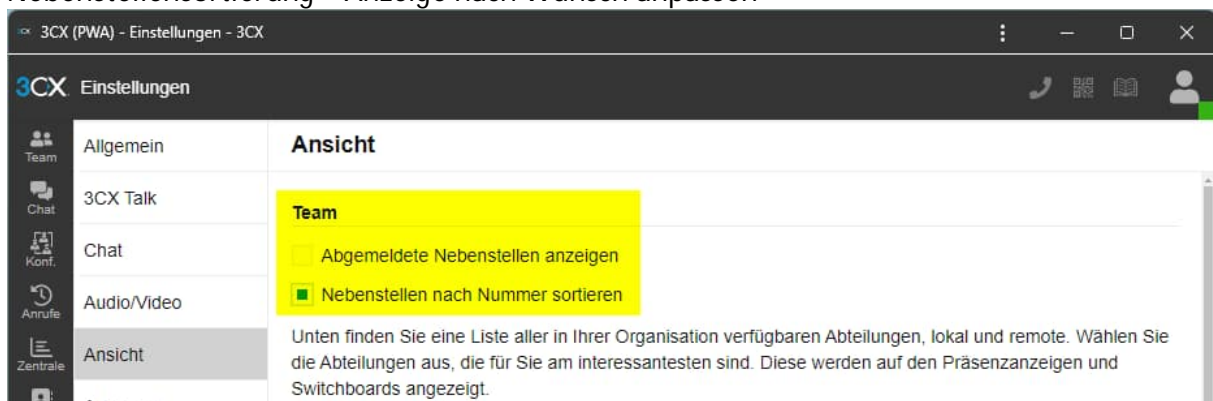 3CX (PWA) - Einstellungen - 3CX
3CX Einstellungen
Team
Allgemein
Ansicht
Chat
3CX Talk
Team
Konf.
Chat
Abgemeldete Nebenstellen anzeigen
Anrufe
Audio/Video
Nebenstellen nach Nummer sortieren
Zentrale
Ansicht
Unten finden Sie eine Liste aller in Ihrer Organisation verfügbaren Abteilungen, lokal und remote. Wählen Sie
die Abteilungen aus, die für Sie am interessantesten sind. Diese werden auf den Präsenzanzeigen und
Switchboards angezeigt.